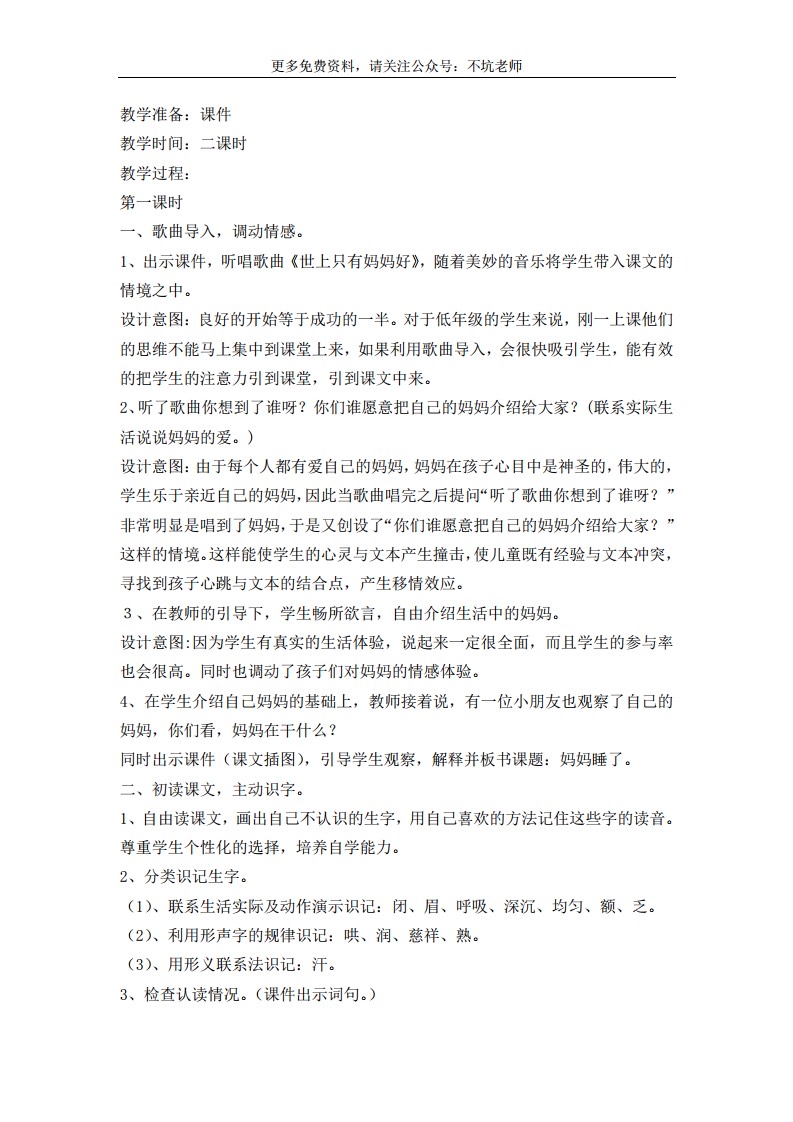 更多免费资料，请关注公众号：不坑老师
教学准备：课件
教学时间：二课时
教学过程：
第一课时
一、歌曲导入，调动情感。
1、出示课件，听唱歌曲《世上只有妈妈好》，随着美妙的音乐将学生带入课文的
情境之中。
设计意图：良好的开始等于成功的一半。对于低年级的学生来说，刚一上课他们
的思维不能马上集中到课堂上来，如果利用歌曲导入，会很快吸引学生，能有效
的把学生的注意力引到课堂，引到课文中来。
2、听了歌曲你想到了谁呀？你们谁愿意把自己的妈妈介绍给大家？(联系实际生
活说说妈妈的爱。)
设计意图：由于每个人都有爱自己的妈妈，妈妈在孩子心目中是神圣的，伟大的，
学生乐于亲近自己的妈妈，因此当歌曲唱完之后提问“听了歌曲你想到了谁呀？”
非常明显是唱到了妈妈，于是又创设了“你们谁愿意把自己的妈妈介绍给大家？”
这样的情境。这样能使学生的心灵与文本产生撞击，使儿童既有经验与文本冲突，
寻找到孩子心跳与文本的结合点，产生移情效应。
３、在教师的引导下，学生畅所欲言，自由介绍生活中的妈妈。
设计意图:因为学生有真实的生活体验，说起来一定很全面，而且学生的参与率
也会很高。同时也调动了孩子们对妈妈的情感体验。
4、在学生介绍自己妈妈的基础上，教师接着说，有一位小朋友也观察了自己的
妈妈，你们看，妈妈在干什么？
同时出示课件（课文插图），引导学生观察，解释并板书课题：妈妈睡了。
二、初读课文，主动识字。
1、自由读课文，画出自己不认识的生字，用自己喜欢的方法记住这些字的读音。
尊重学生个性化的选择，培养自学能力。
2、分类识记生字。
（1）、联系生活实际及动作演示识记：闭、眉、呼吸、深沉、均匀、额、乏。
（2）、利用形声字的规律识记：哄、润、慈祥、熟。
（3）、用形义联系法识记：汗。
3、检查认读情况。（课件出示词句。）